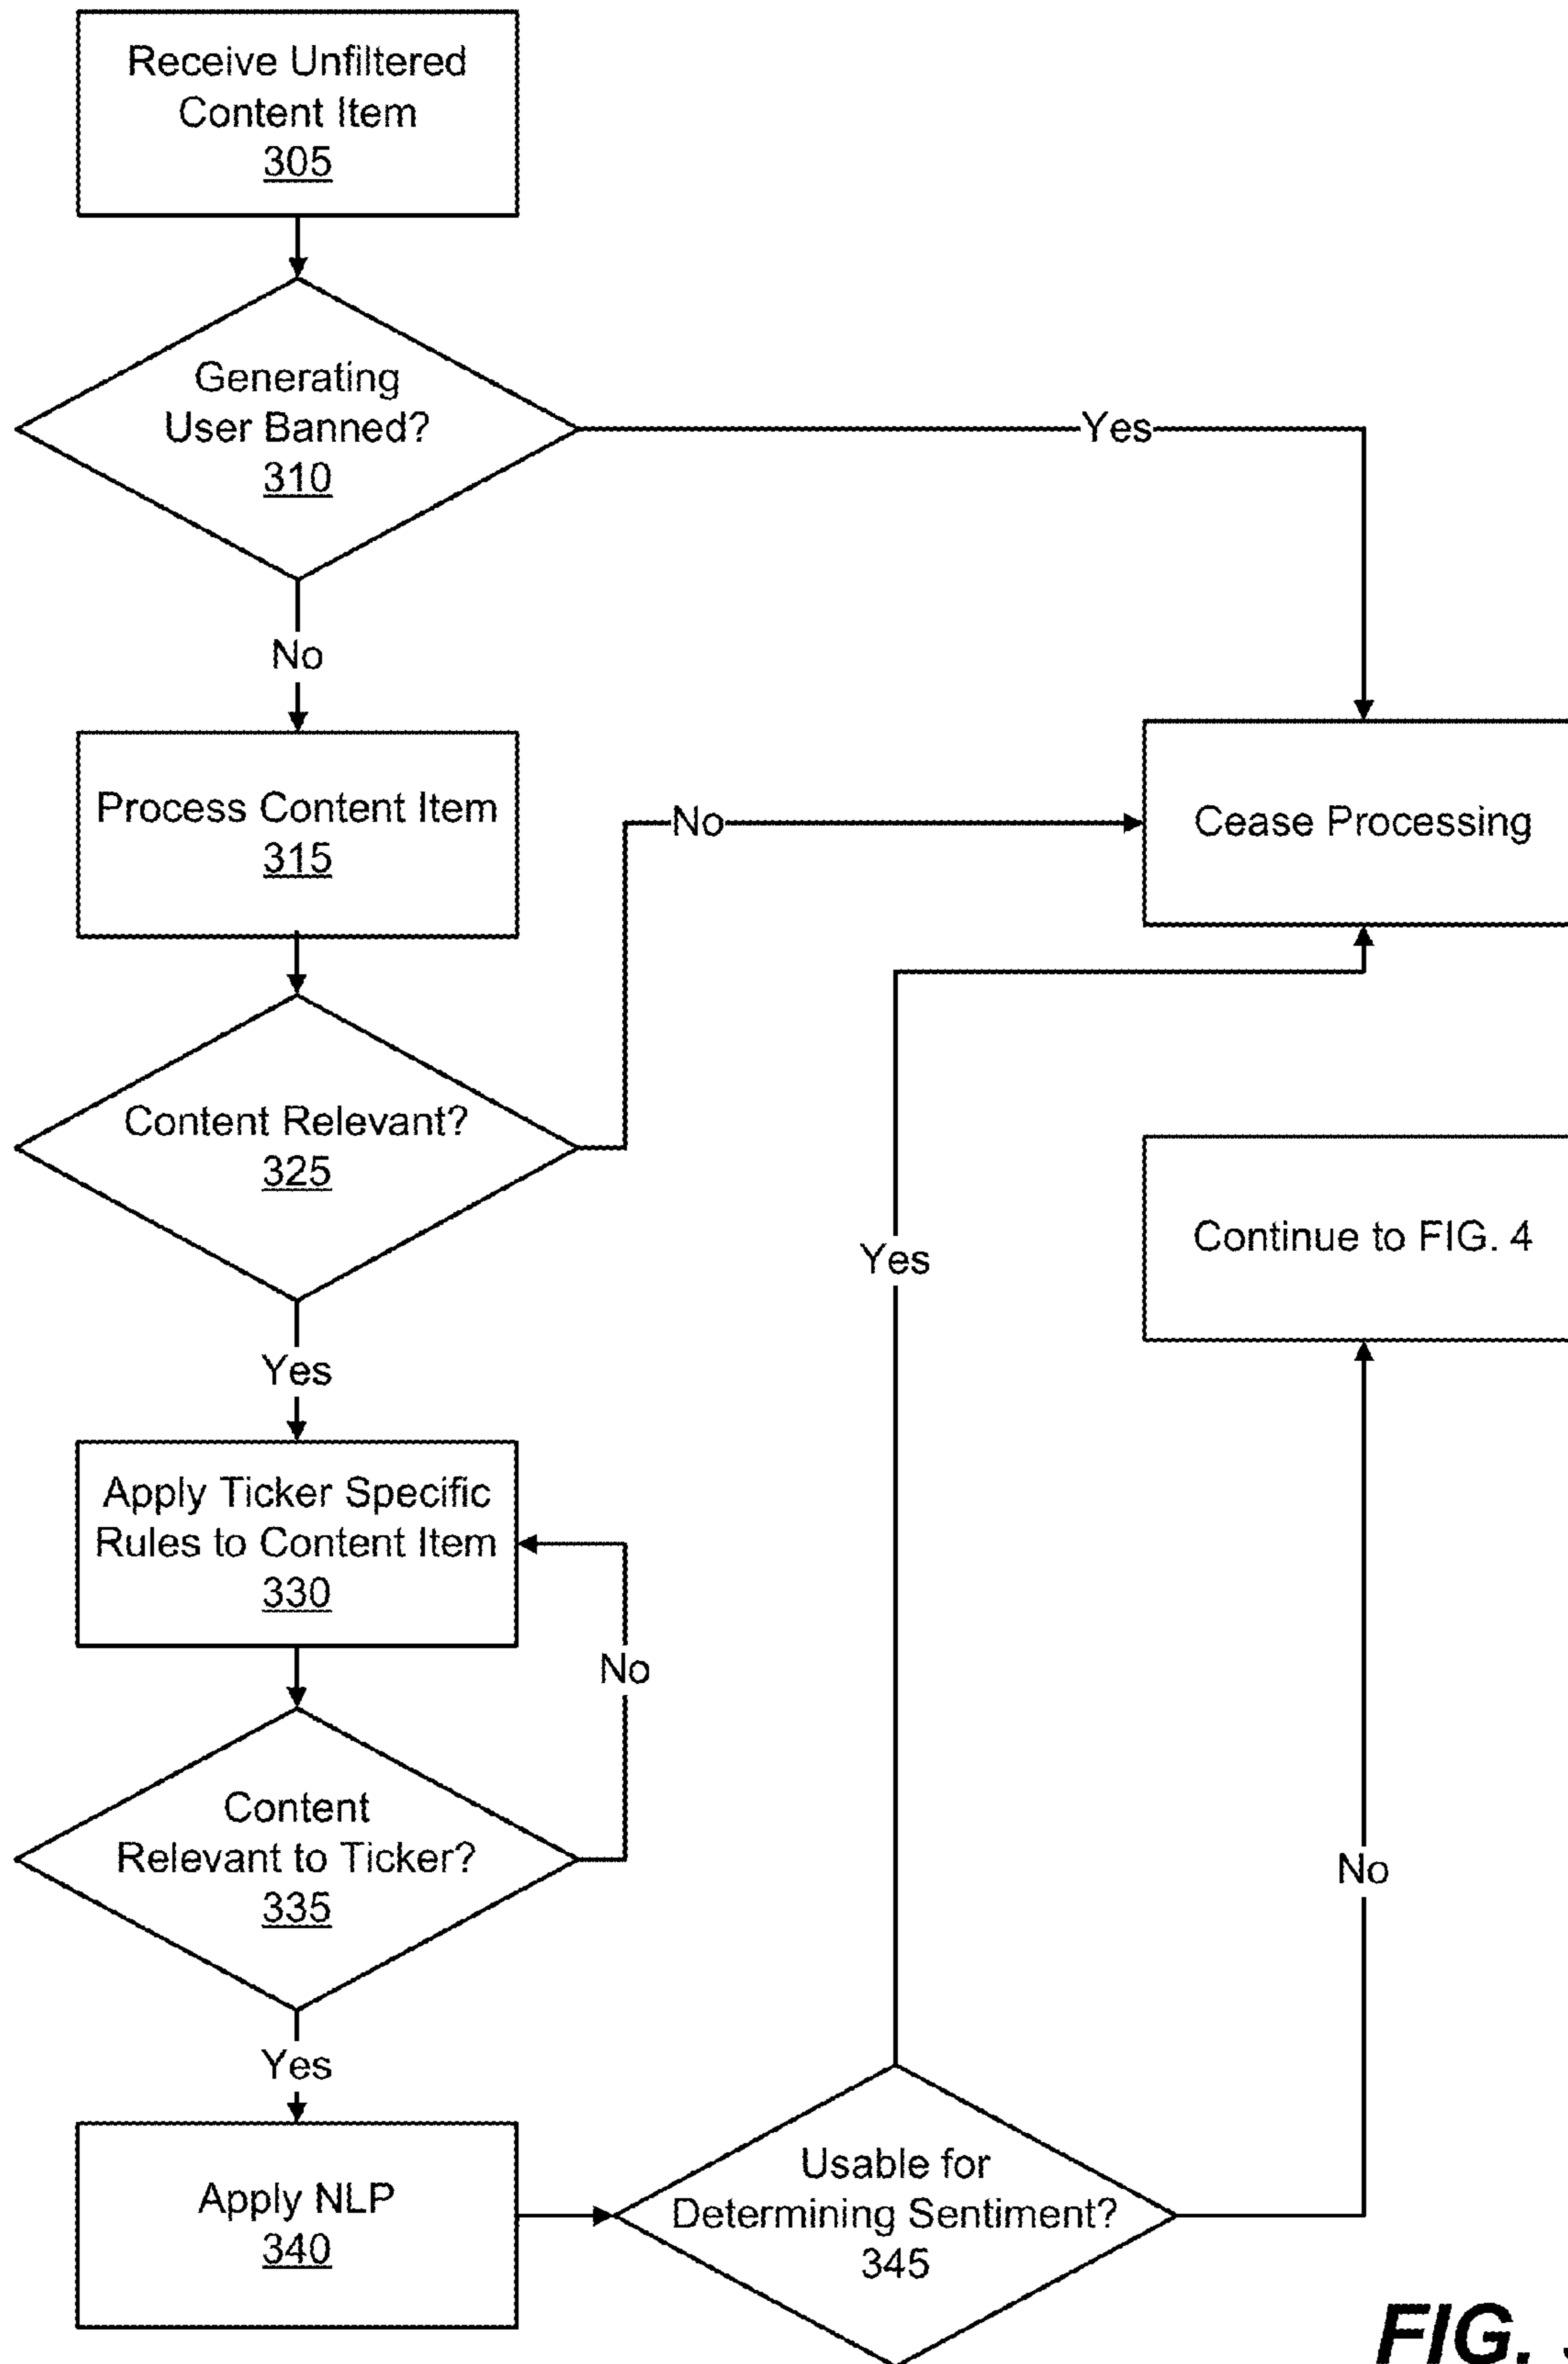 Receive Unfiltered
Content Item
305
Generating
User Banned?
310
Yes
No
Process Content Item
315
No
Cease Processing
Content Relevant?
325
Yes
Continue to FIG. 4
Yes
Apply Ticker Specific
Rules to Content Item
330
No
Content
Relevant to Ticker?
335
No
Yes
Apply NLP
340
Usable for
Determining Sentiment?
345
FIG.